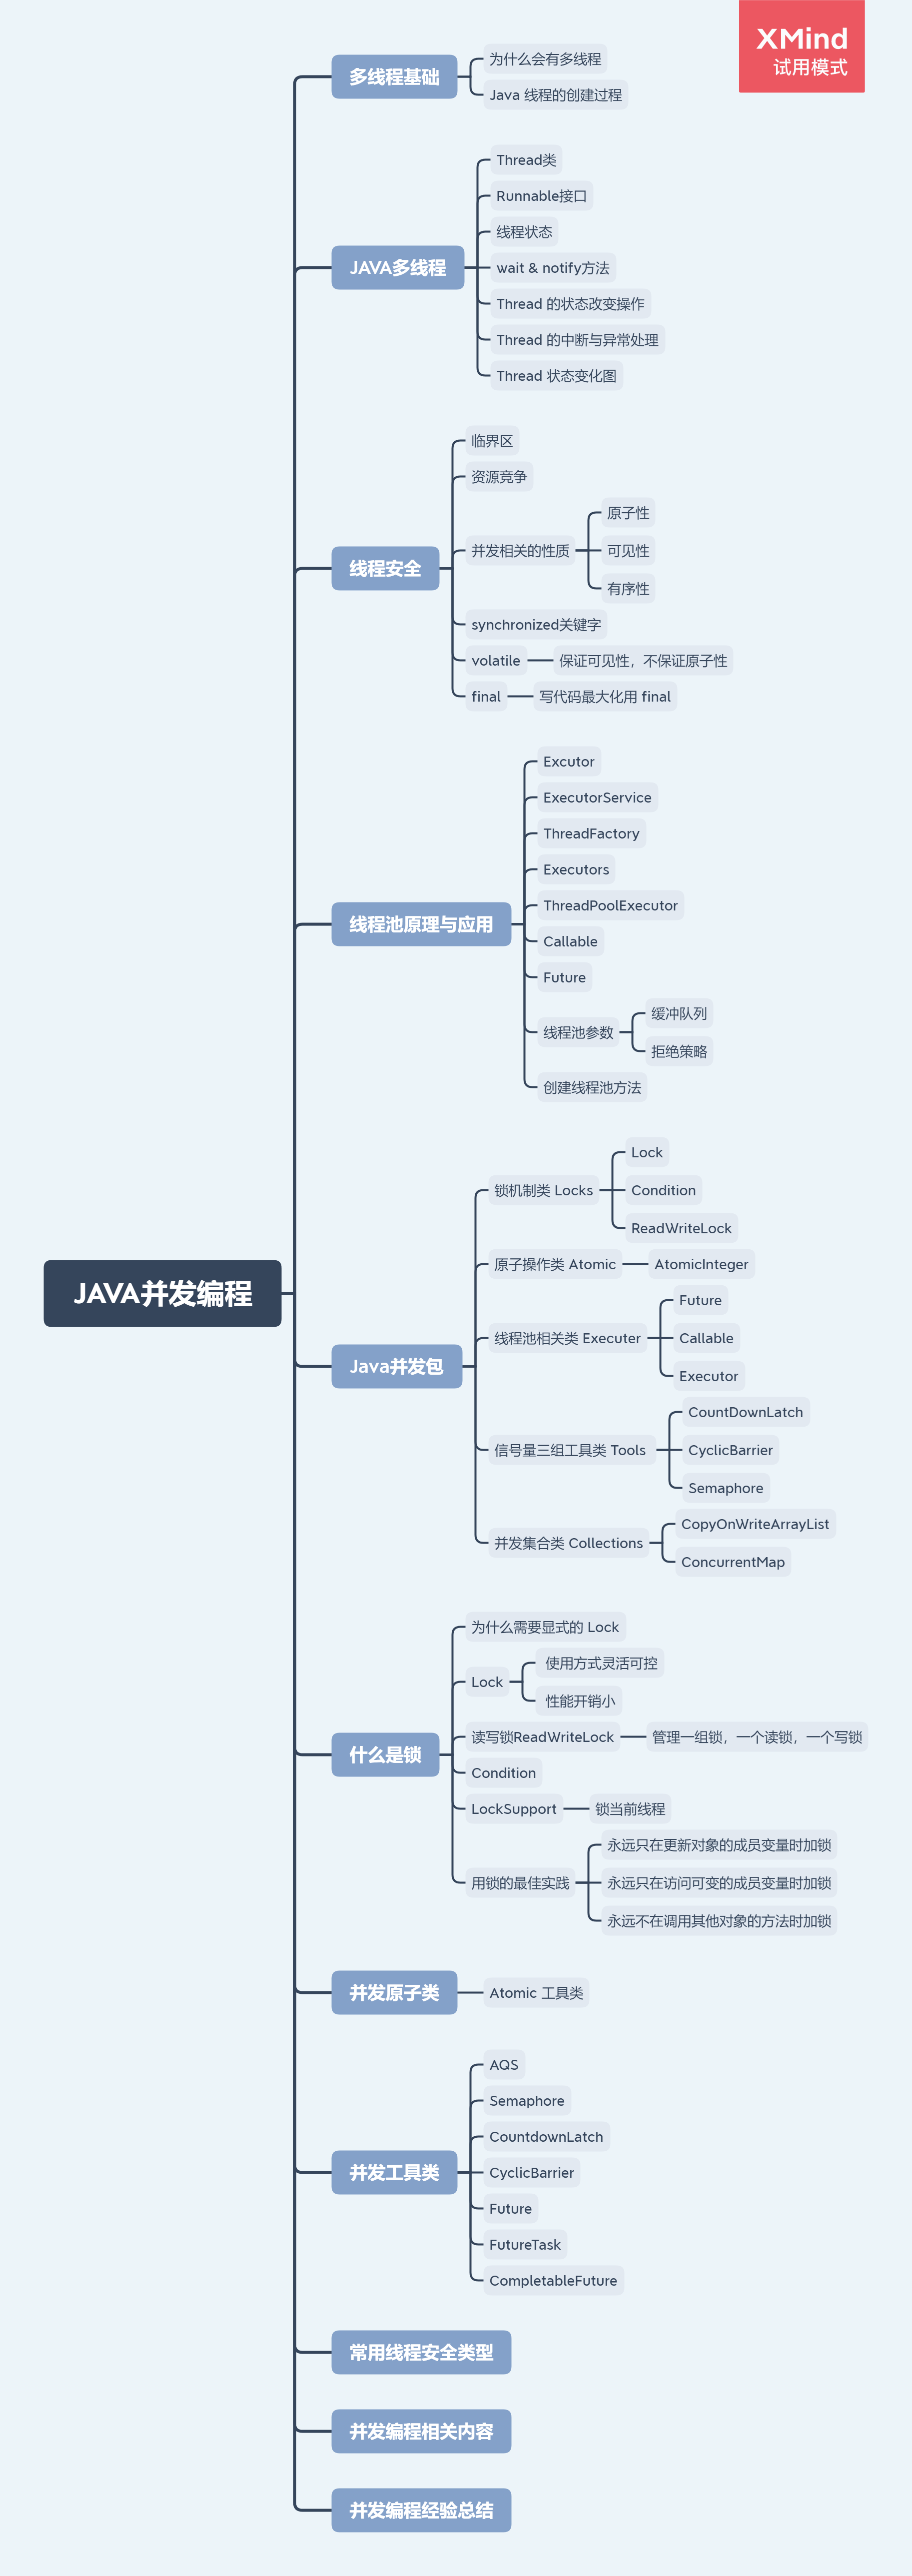 XMind
试用模式
JAVA并发编程
多线程基础
为什么会有多线程
Java 线程的创建过程
JAVA多线程
Thread类
Runnable接口
线程状态
wait & notify方法
Thread 的状态改变操作
Thread 的中断与异常处理
Thread 状态变化图
线程安全
临界区
资源竞争
并发相关的性质
原子性
可见性
有序性
synchronized关键字
volatile
保证可见性，不保证原子性
final
写代码最大化用 final
线程池原理与应用
Excutor
ExecutorService
ThreadFactory
Executors
ThreadPoolExecutor
Callable
Future
线程池参数
缓冲队列
拒绝策略
创建线程池方法
Java并发包
锁机制类 Locks
Lock
Condition
ReadWriteLock
原子操作类 Atomic
AtomicInteger
线程池相关类 Executer
Future
Callable
Executor
信号量三组工具类 Tools
CountDownLatch
CyclicBarrier
Semaphore
并发集合类 Collections
CopyOnWriteArrayList
ConcurrentMap
什么是锁
为什么需要显式的 Lock
Lock
使用方式灵活可控
性能开销小
读写锁ReadWriteLock
管理一组锁，一个读锁，一个写锁
Condition
LockSupport
锁当前线程
用锁的最佳实践
永远只在更新对象的成员变量时加锁
永远只在访问可变的成员变量时加锁
永远不在调用其他对象的方法时加锁
并发原子类
Atomic 工具类
并发工具类
AQS
Semaphore
CountdownLatch
CyclicBarrier
Future
FutureTask
CompletableFuture
常用线程安全类型
并发编程相关内容
并发编程经验总结